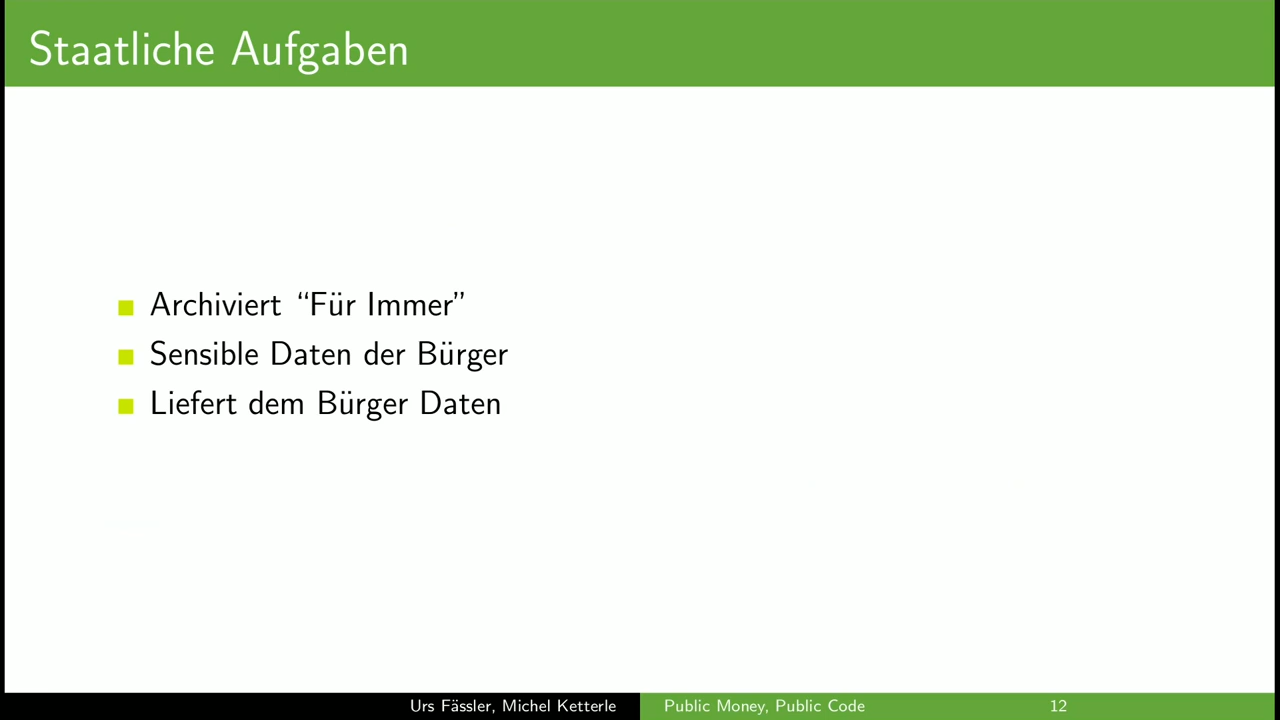 Staatliche Aufgaben
Archiviert “Für Immer”
Sensible Daten der Bürger
Liefert dem Bürger Daten
Urs Fässler, Michel Ketterle
Public Money, Public Code
12